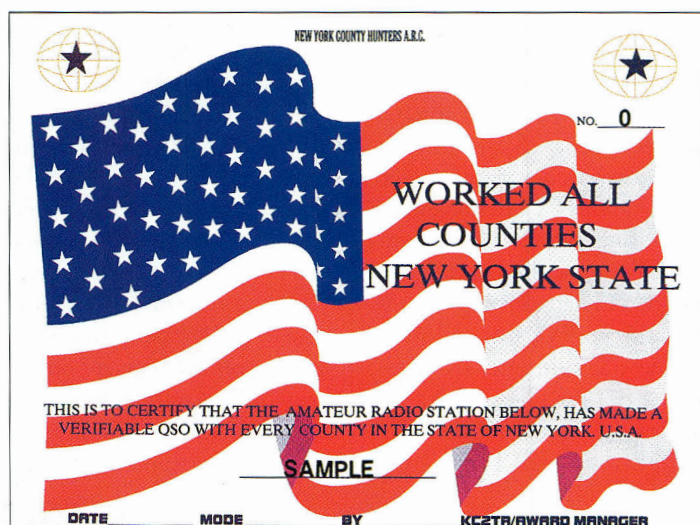 NEW YORK COUNTY HUNTERS A.R.C.
NO. 0
WORKED ALL
COUNTIES
NEW YORK STATE
THIS IS TO CERTIFY THAT THE AMATEUR RADIO STATION BELOW, HAS MADE A
VERIFIABLE QSO WITH EVERY COUNTY IN THE STATE OF NEW YORK. U.S.A.
SAMPLE
DATE MODE BY KC2TA/AWARD MANAGER